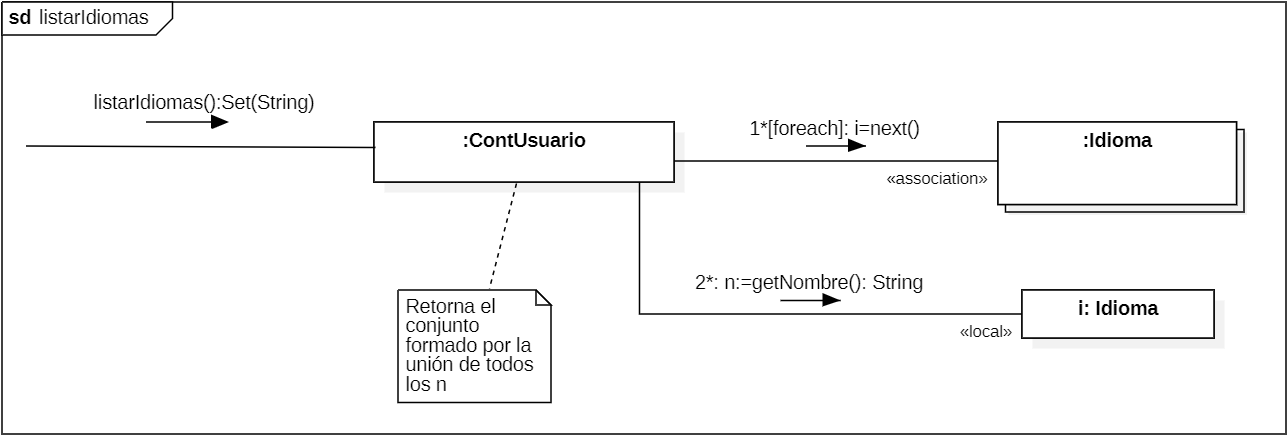 sd listarIdiomas
listarIdiomas():Set(String)
:ContUsuario
1*[foreach]: i=next()
:Idioma
«association»
2*: n:=getNombre(): String
i: Idioma
«local»
Retorna el
conjunto
formado por la
unión de todos
los n